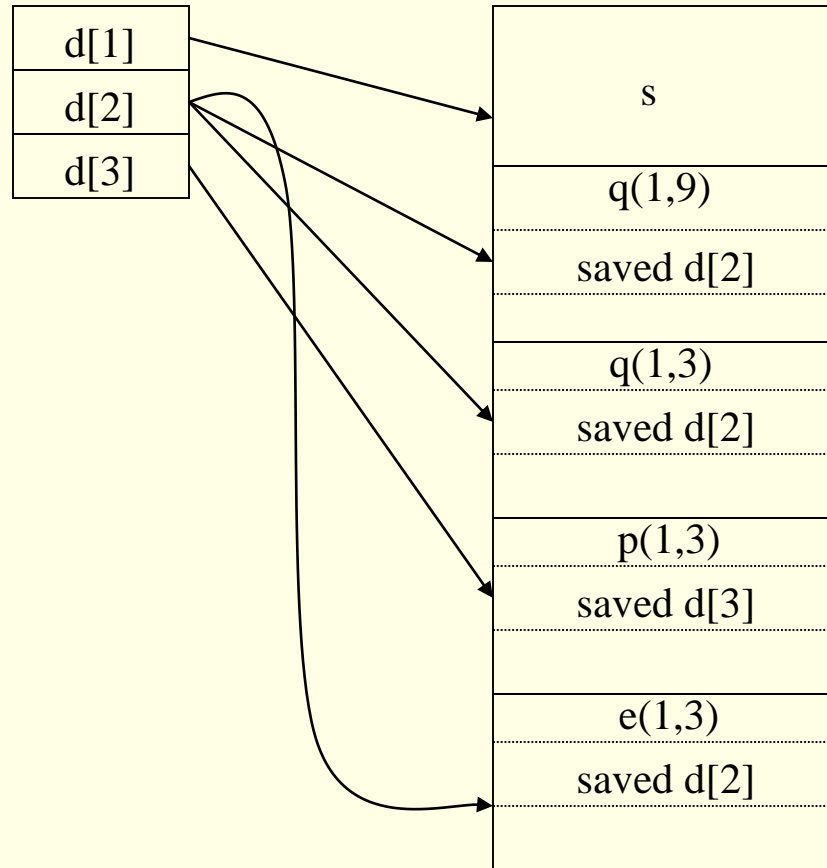 d[1]
d[2]
d[3]
s
q(1,9)
saved d[2]
q(1,3)
saved d[2]
p(1,3)
saved d[3]
e(1,3)
saved d[2]